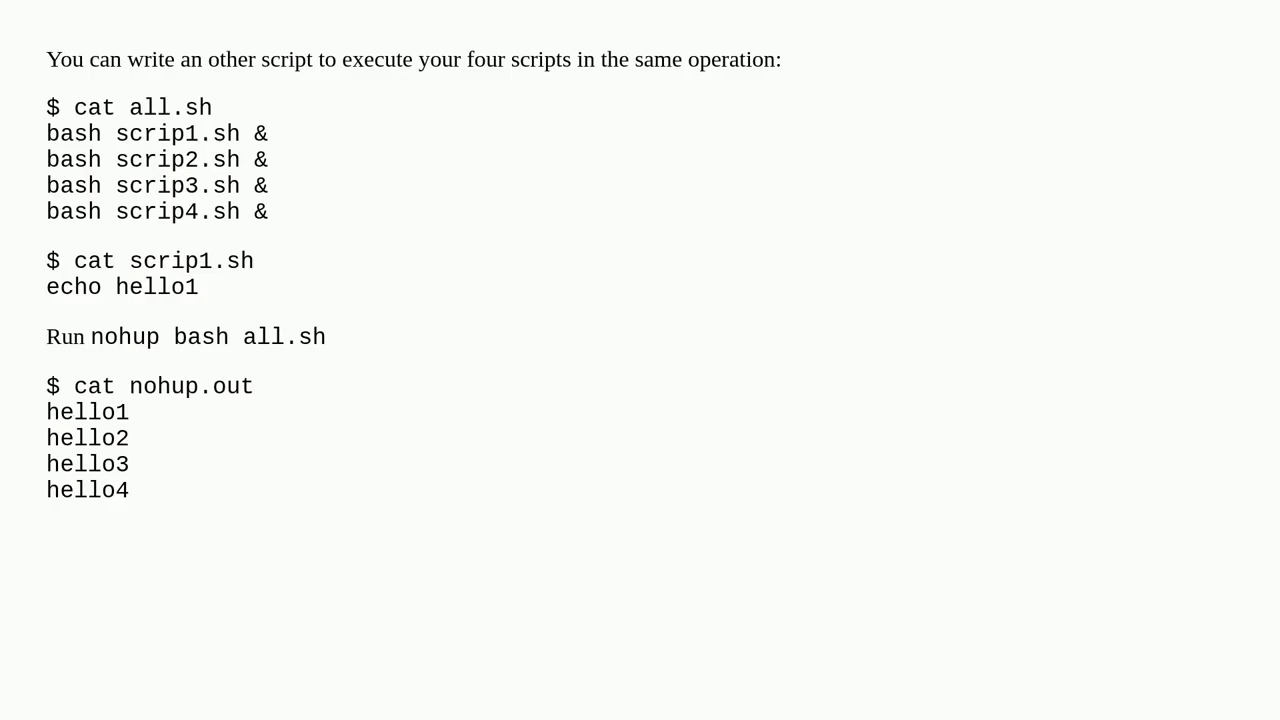 You can write an other script to execute your four scripts in the same operation:
$ cat all.sh
bash scrip1.sh &
bash scrip2.sh &
bash scrip3.sh &
bash scrip4.sh &
$ cat scrip1.sh
echo hello1
Run nohup bash all.sh
$ cat nohup.out
hello1
hello2
hello3
hello4